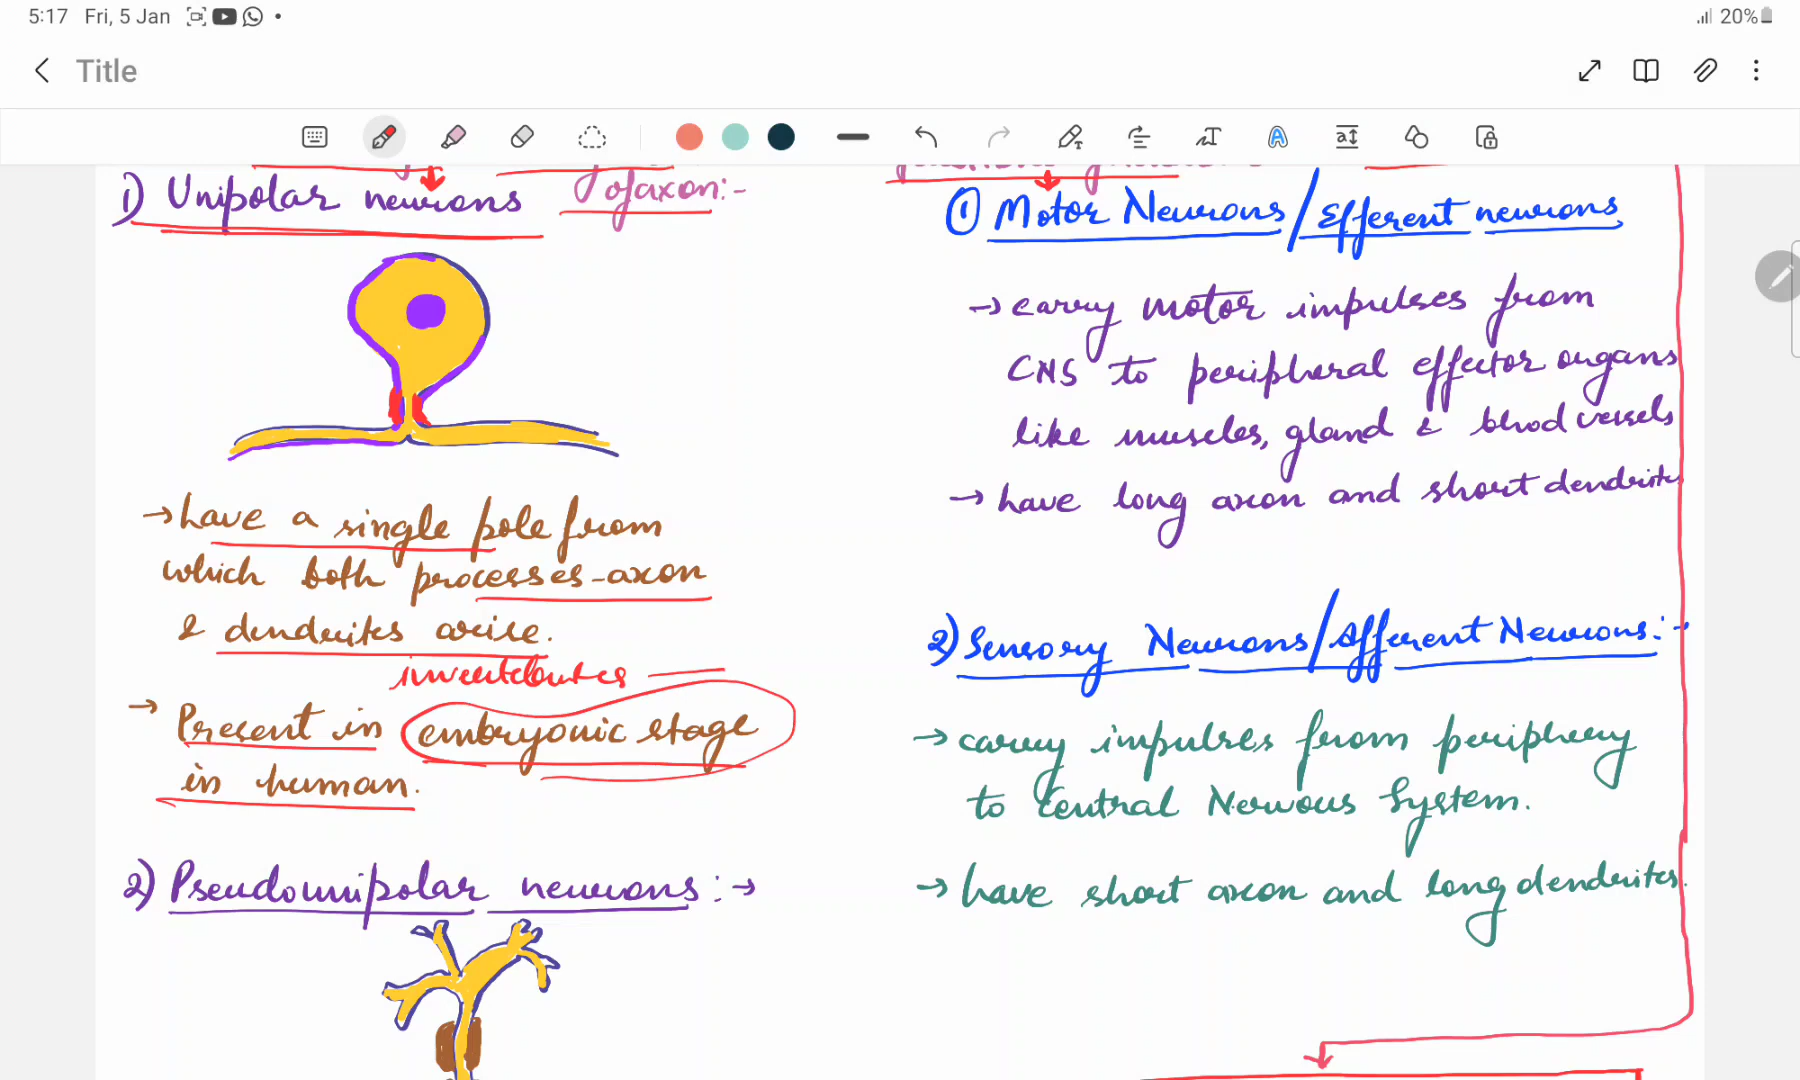 5:17 Fri, 5 Jan
20%
Title
1) Unipolar neurons
of axon:-
→ have a single pole from
which both processes-axon
& dendrites arise.
invertebrates
→ Present in embryonic stage
in human.
2) Pseudounipolar neurons:→
① Motor Neurons/Efferent neurons
→ carry motor impulses from
CNS to peripheral effector organs
like muscles, gland & blood vessels
→ have long axon and short dendrites
2) Sensory Neurons/Afferent Neurons:-
→ carry impulses from periphery
to Central Nervous System.
→ have short axon and long dendrites.